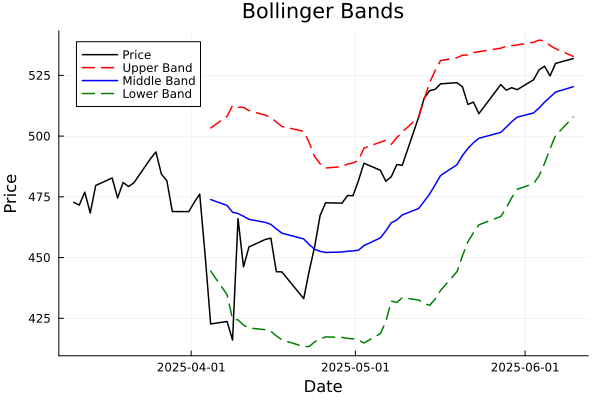 Bollinger Bands
Price
Upper Band
Middle Band
Lower Band
525
500
475
450
425
Price
2025-04-01
2025-05-01
2025-06-01
Date